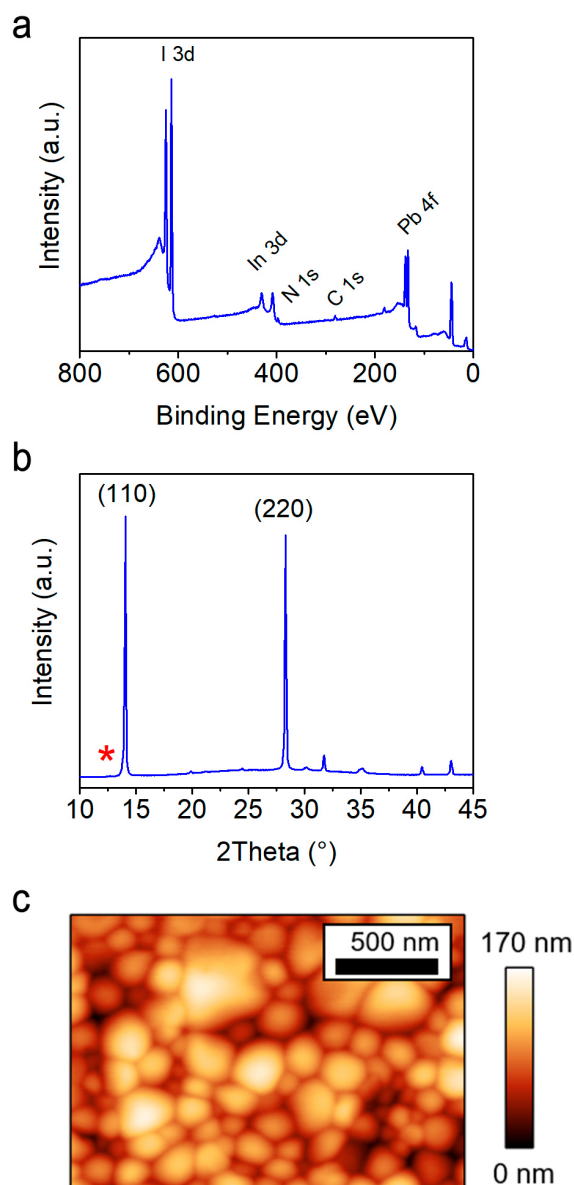 a
I 3d
In 3d
N 1s
C 1s
Pb 4f
Intensity (a.u.)
800 600 400 200 0
Binding Energy (eV)
b
(110)
(220)
Intensity (a.u.)
*
10 15 20 25 30 35 40 45
2Theta (°)
c
500 nm
170 nm
0 nm